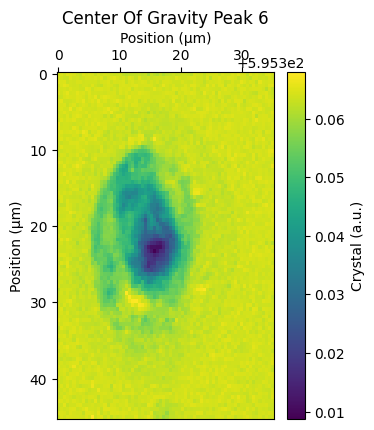 Center Of Gravity Peak 6
Position (µm)
0 10 20 30
+5.953e2
0
10
20
30
40
Position (µm)
0.06
0.05
0.04
0.03
0.02
0.01
Crystal (a.u.)